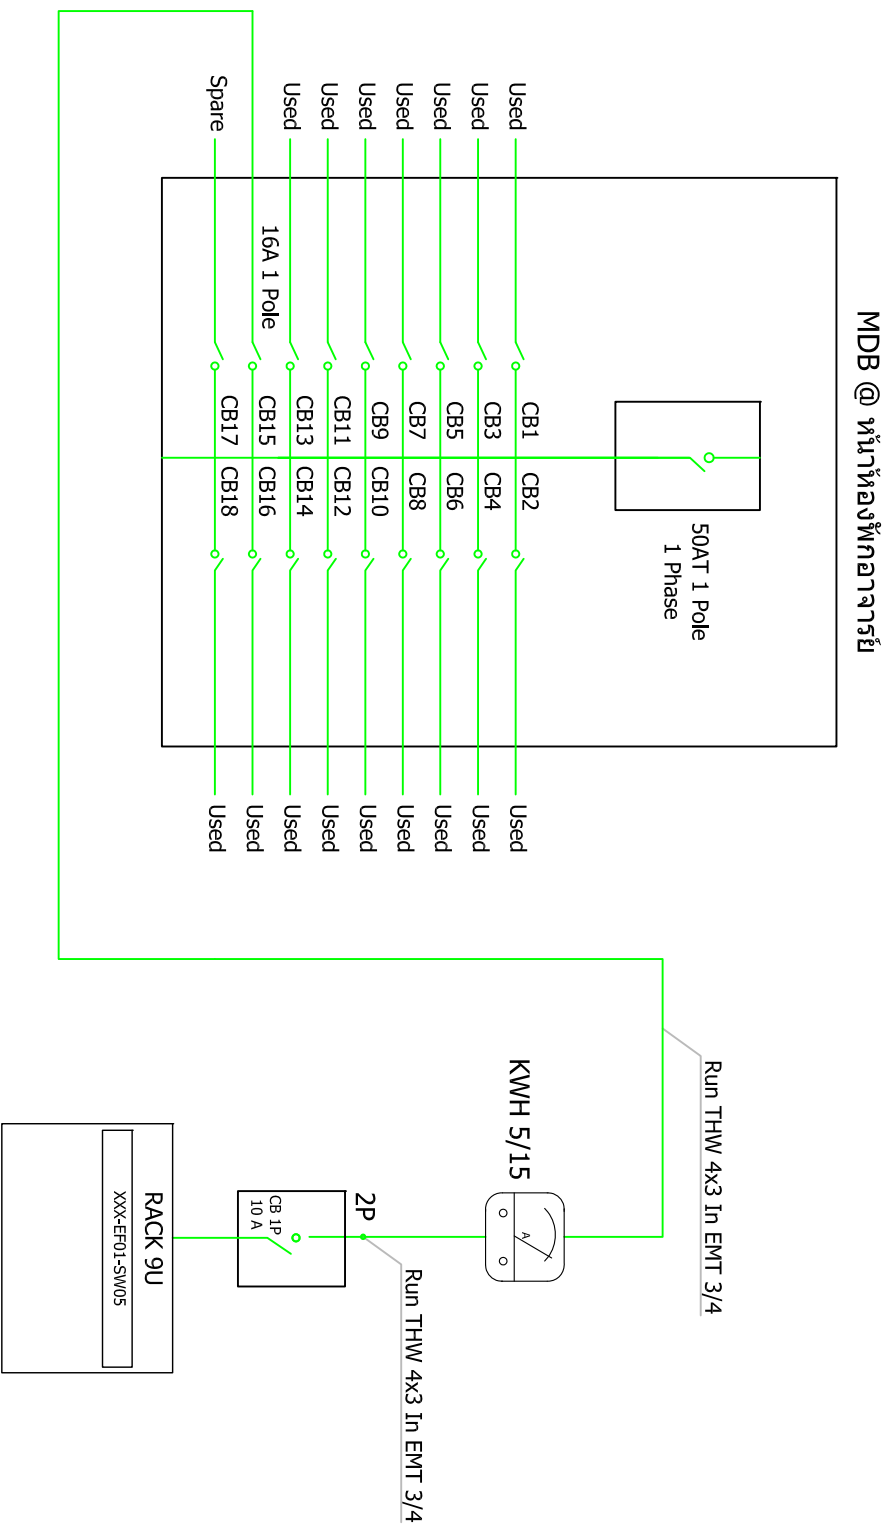 MDB @ หน้าห้องพักอาจารย์
50AT 1 Pole
1 Phase
Run THW 4x3 In EMT 3/4
Used CB1 CB2 Used
KWH 5/15
A
Used CB3 CB4 Used
Used CB5 CB6 Used
Used CB7 CB8 Used
Run THW 4x3 In EMT 3/4
Used CB9 CB10 Used
2P
Used CB11 CB12 Used
Used CB13 CB14 Used
16A 1 Pole
CB15 CB16 Used
CB 1P
10 A
Spare CB17 CB18 Used
RACK 9U
XXX-EF01-SW05